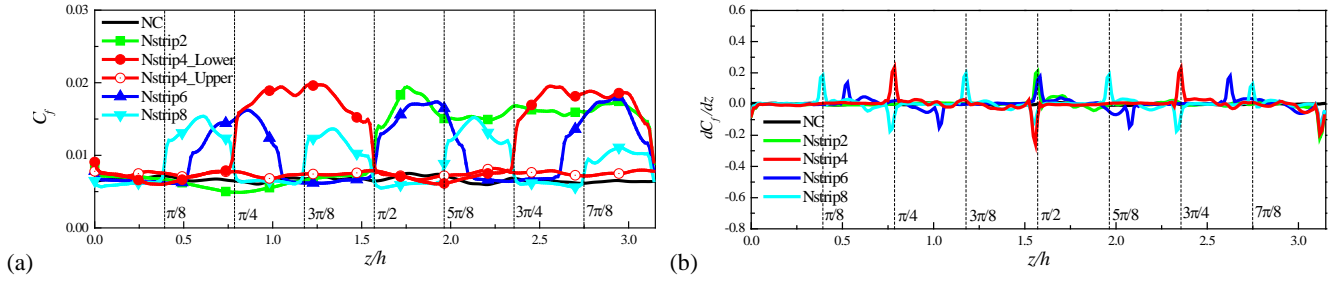 0.03
0.02
0.01
0.00
C_f
NC
Nstrip2
Nstrip4_Lower
Nstrip4_Upper
Nstrip6
Nstrip8
π/8 π/4 3π/8 π/2 5π/8 3π/4 7π/8
0.0 0.5 1.0 1.5 2.0 2.5 3.0
z/h
(a)
0.6
0.4
0.2
0.0
-0.2
-0.4
-0.6
-0.8
dC_f/dz
NC
Nstrip2
Nstrip4
Nstrip6
Nstrip8
π/8 π/4 3π/8 π/2 5π/8 3π/4 7π/8
0.0 0.5 1.0 1.5 2.0 2.5 3.0
z/h
(b)